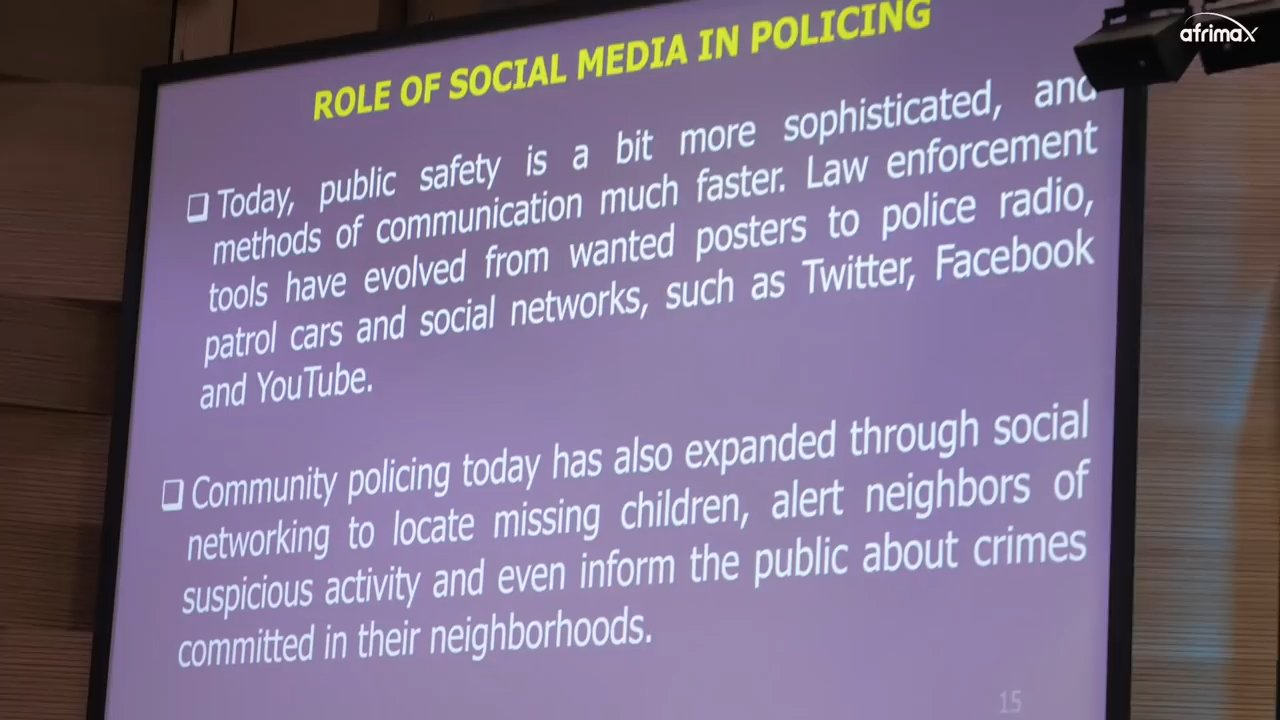 afrimax
ROLE OF SOCIAL MEDIA IN POLICING
❑ Today, public safety is a bit more sophisticated, and
methods of communication much faster. Law enforcement
tools have evolved from wanted posters to police radio,
patrol cars and social networks, such as Twitter, Facebook
and YouTube.
❑ Community policing today has also expanded through social
networking to locate missing children, alert neighbors of
suspicious activity and even inform the public about crimes
committed in their neighborhoods.
15